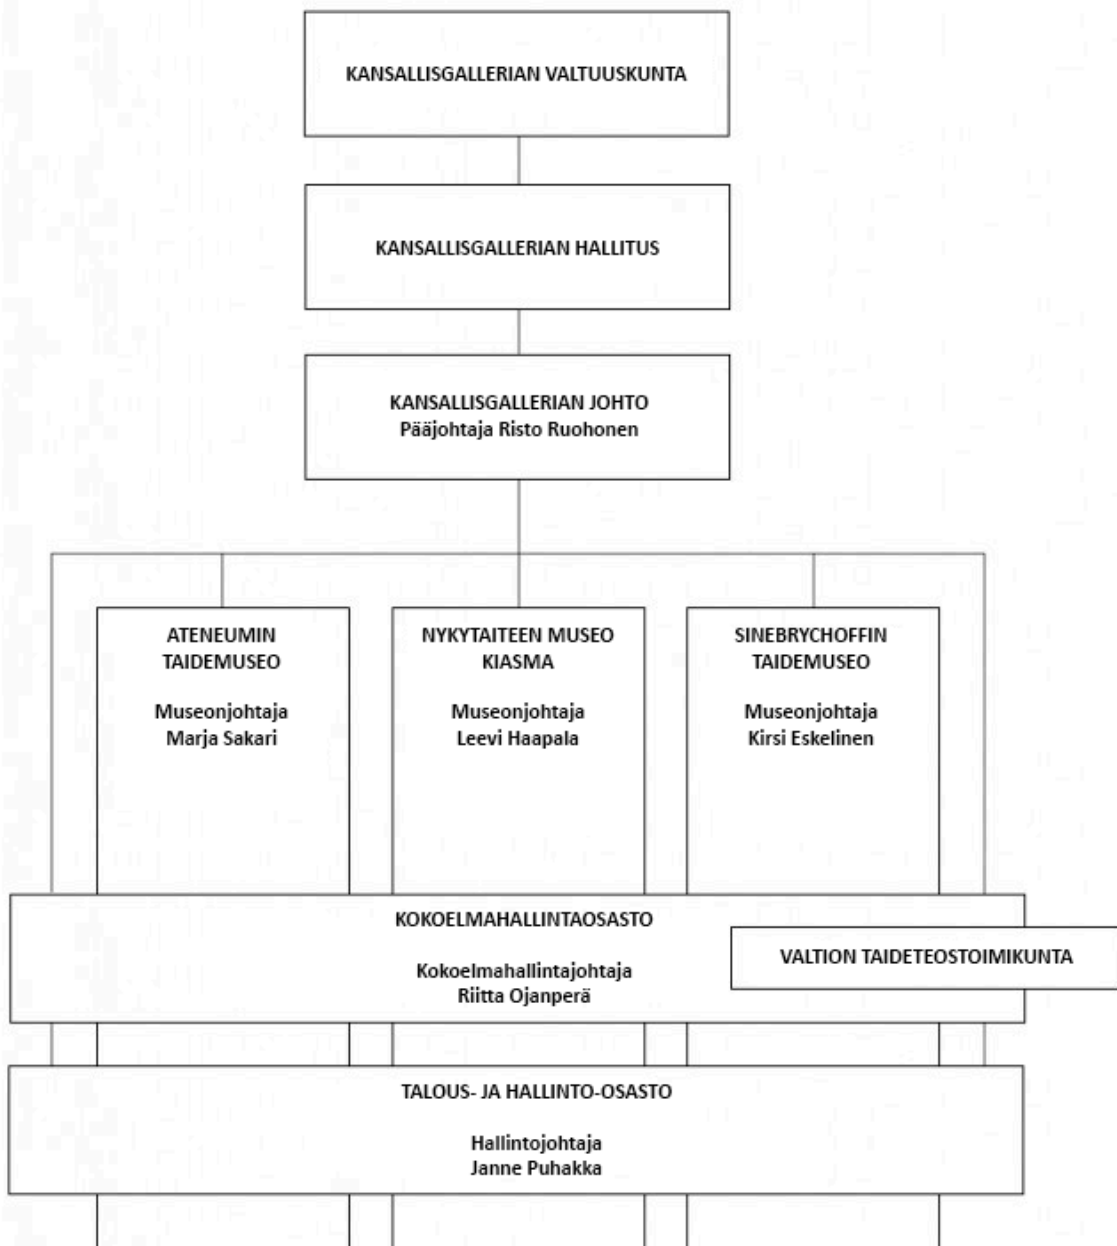 KANSALLISGALLERIAN VALTUUSKUNTA
KANSALLISGALLERIAN HALLITUS
KANSALLISGALLERIAN JOHTO
Pääjohtaja Risto Ruohonen
ATENEUMIN
TAIDEMUSEO
Museonjohtaja
Marja Sakari
NYKYTAITEEN MUSEO
KIASMA
Museonjohtaja
Leevi Haapala
SINEBRYCHOFFIN
TAIDEMUSEO
Museonjohtaja
Kirsi Eskelinen
KOKOELMAHALLINTAOSASTO
Kokoelmahallintajohtaja
Riitta Ojanperä
VALTION TAIDETEOSTOIMIKUNTA
TALOUS- JA HALLINTO-OSASTO
Hallintojohtaja
Janne Puhakka